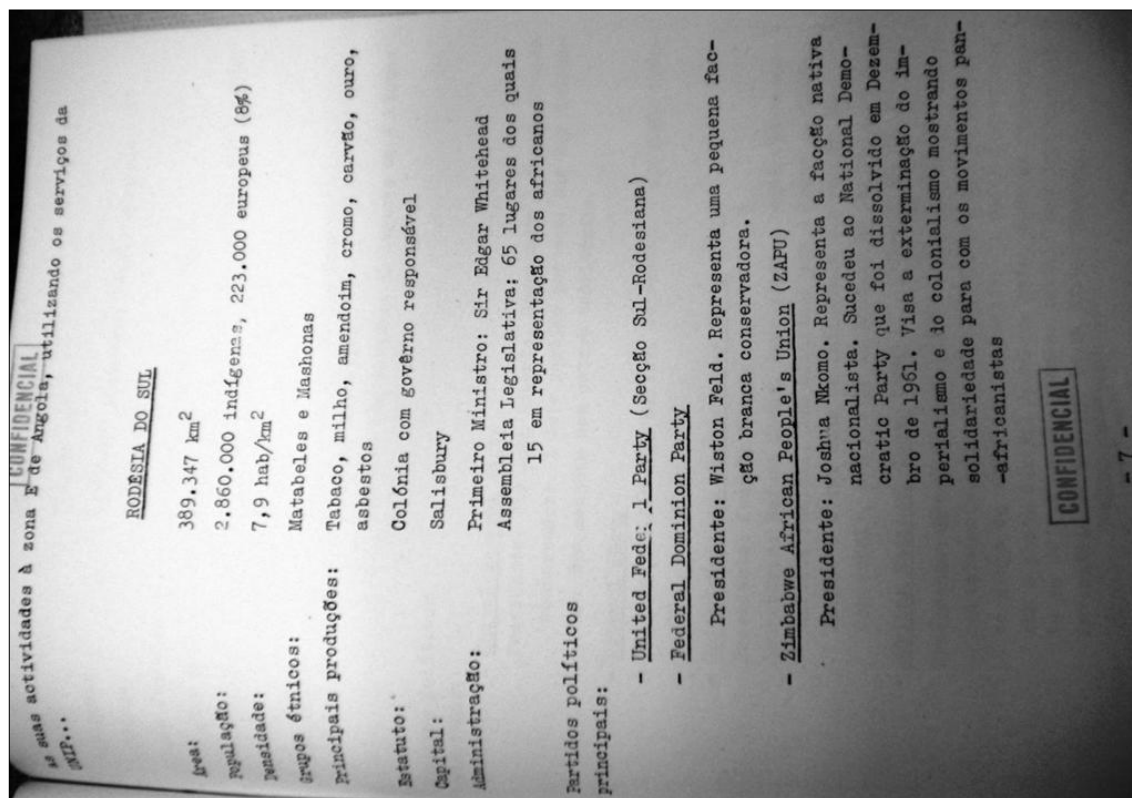 CONFIDENCIAL
as suas actividades à zona E de Angola, utilizando os serviços da
UNIP...
RODÉSIA DO SUL
Área: 389.347 km²
População: 2.860.000 indígenas, 223.000 europeus (8%)
Densidade: 7,9 hab/km²
Grupos étnicos: Matabeles e Mashonas
Principais produções: Tabaco, milho, amendoim, cromo, carvão, ouro,
asbestos
Estatuto: Colónia com govêrno responsável
Capital: Salisbury
Administração: Primeiro Ministro: Sir Edgar Whitehead
Assembleia Legislativa; 65 lugares dos quais
15 em representação dos africanos
Partidos políticos
principais:
- United Fede l Party (Secção Sul-Rodesiana)
- Federal Dominion Party
Presidente: Wiston Feld. Representa uma pequena fac-
ção branca conservadora.
- Zimbabwe African People's Union (ZAPU)
Presidente: Joshua Nkomo. Representa a facção nativa
nacionalista. Sucedeu ao National Demo-
cratic Party que foi dissolvido em Dezem-
bro de 1961. Visa a exterminação do im-
perialismo e do colonialismo mostrando
solidariedade para com os movimentos pan-
-africanistas
CONFIDENCIAL
- 7 -